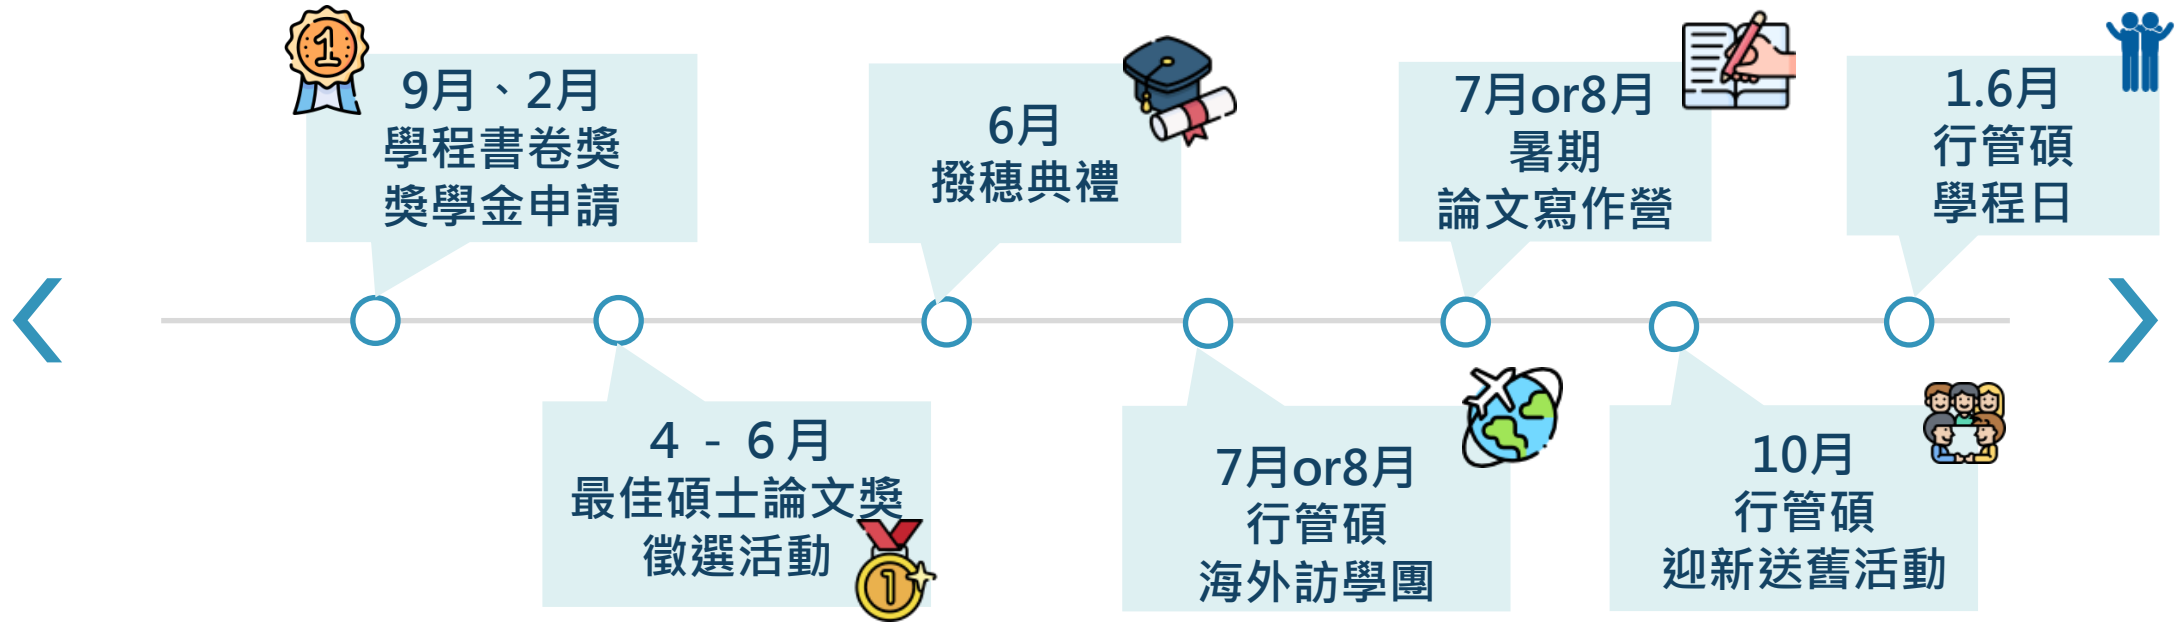 9月、2月
學程書卷獎
獎學金申請
4 - 6月
最佳碩士論文獎
徵選活動
6月
撥穗典禮
7月or8月
行管碩
海外訪學團
7月or8月
暑期
論文寫作營
10月
行管碩
迎新送舊活動
1.6月
行管碩
學程日
1
1